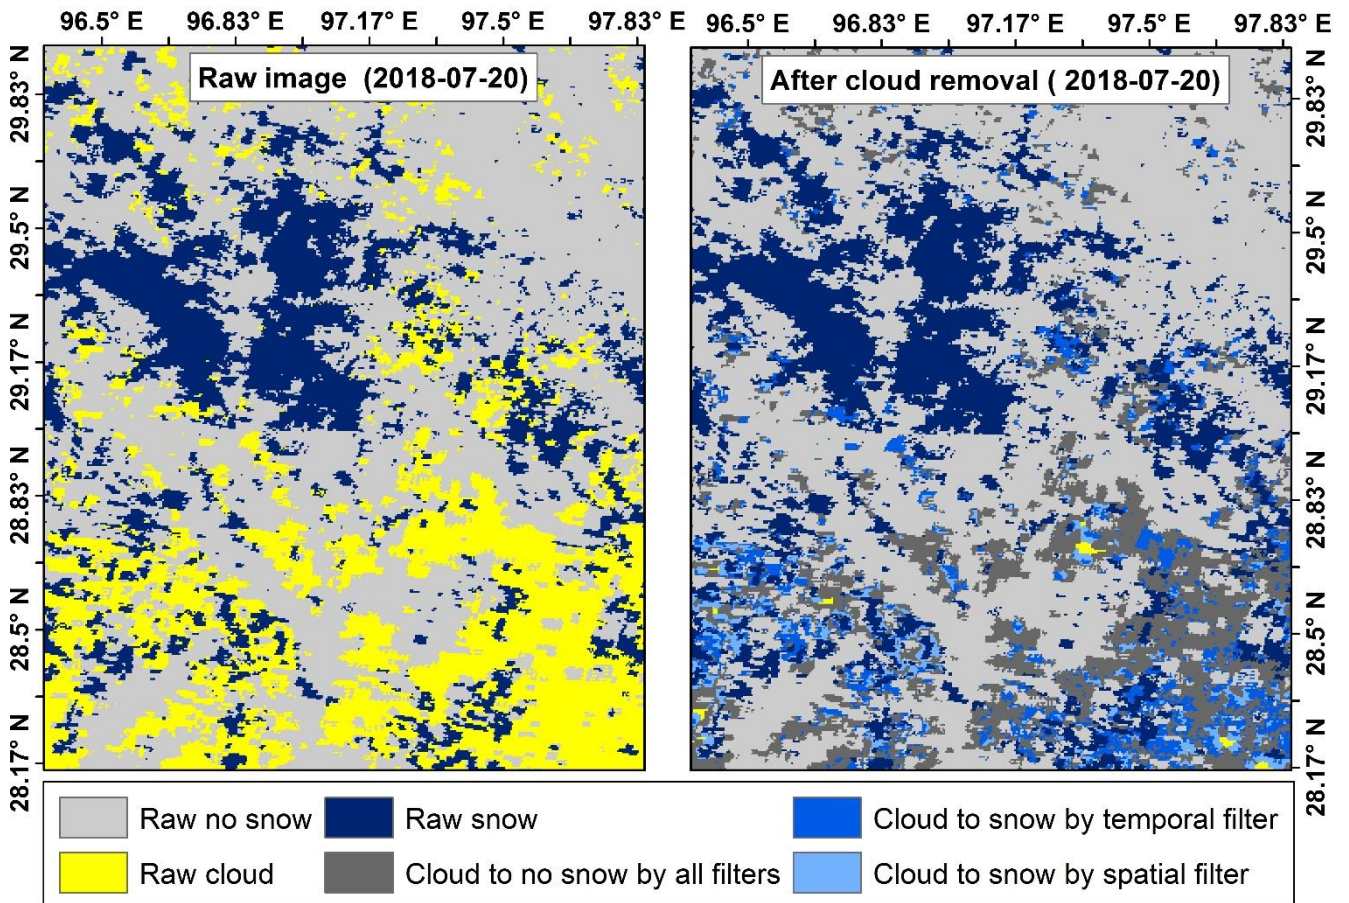 96.5° E 96.83° E 97.17° E 97.5° E 97.83° E
96.5° E 96.83° E 97.17° E 97.5° E 97.83° E
Raw image (2018-07-20)
After cloud removal ( 2018-07-20)
29.83° N
29.5° N
29.17° N
28.83° N
28.5° N
28.17° N
29.83° N
29.5° N
29.17° N
28.83° N
28.5° N
28.17° N
Raw no snow
Raw snow
Cloud to snow by temporal filter
Raw cloud
Cloud to no snow by all filters
Cloud to snow by spatial filter